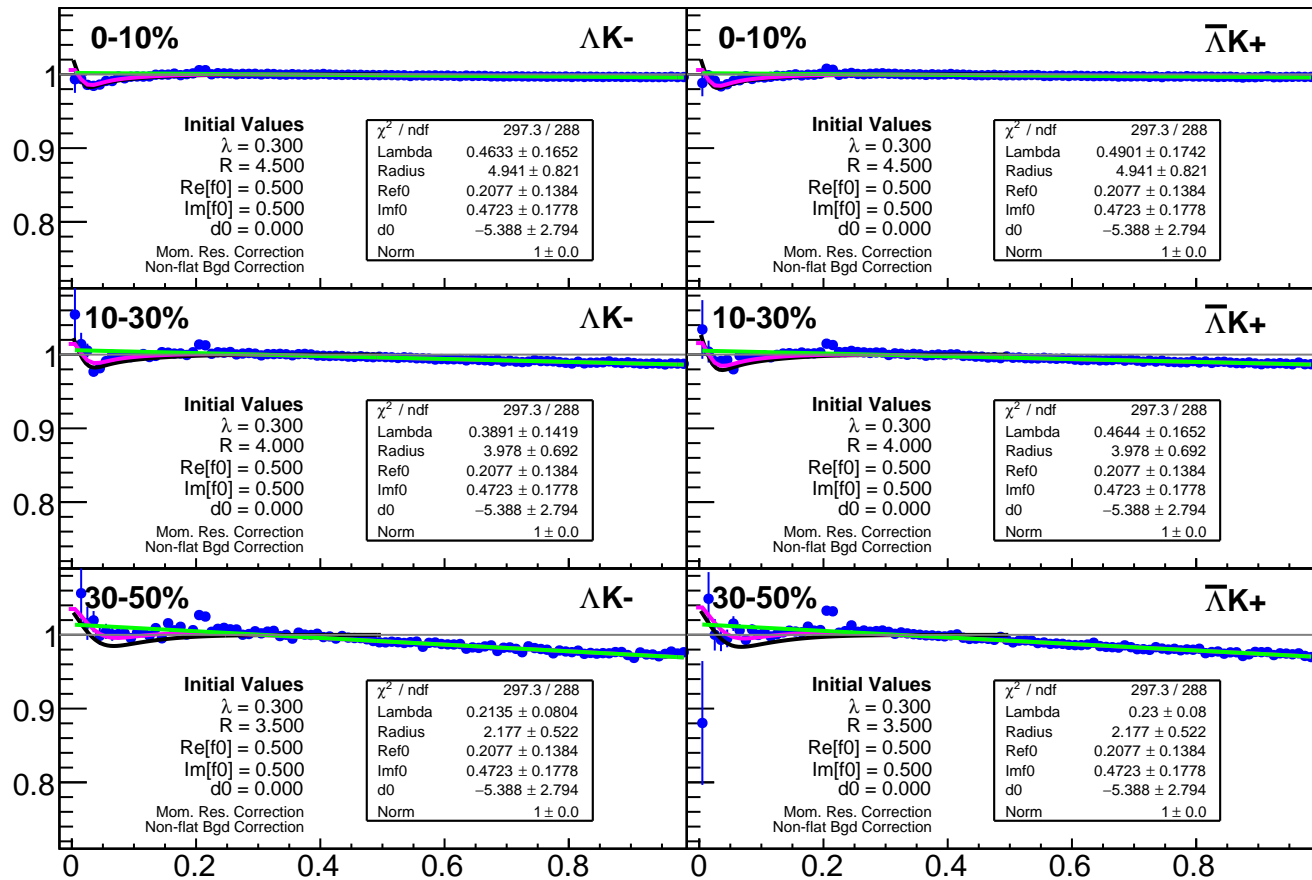 0-10%
ΛK-
1
0.9
0.8
Initial Values
λ = 0.300
R = 4.500
Re[f0] = 0.500
Im[f0] = 0.500
d0 = 0.000
Mom. Res. Correction
Non-flat Bgd Correction
χ² / ndf 297.3 / 288
Lambda 0.4633 ± 0.1652
Radius 4.941 ± 0.821
Ref0 0.2077 ± 0.1384
Imf0 0.4723 ± 0.1778
d0 −5.388 ± 2.794
Norm 1 ± 0.0
0-10%
Λ̅K+
Initial Values
λ = 0.300
R = 4.500
Re[f0] = 0.500
Im[f0] = 0.500
d0 = 0.000
Mom. Res. Correction
Non-flat Bgd Correction
χ² / ndf 297.3 / 288
Lambda 0.4901 ± 0.1742
Radius 4.941 ± 0.821
Ref0 0.2077 ± 0.1384
Imf0 0.4723 ± 0.1778
d0 −5.388 ± 2.794
Norm 1 ± 0.0
10-30%
ΛK-
1
0.9
0.8
Initial Values
λ = 0.300
R = 4.000
Re[f0] = 0.500
Im[f0] = 0.500
d0 = 0.000
Mom. Res. Correction
Non-flat Bgd Correction
χ² / ndf 297.3 / 288
Lambda 0.3891 ± 0.1419
Radius 3.978 ± 0.692
Ref0 0.2077 ± 0.1384
Imf0 0.4723 ± 0.1778
d0 −5.388 ± 2.794
Norm 1 ± 0.0
10-30%
Λ̅K+
Initial Values
λ = 0.300
R = 4.000
Re[f0] = 0.500
Im[f0] = 0.500
d0 = 0.000
Mom. Res. Correction
Non-flat Bgd Correction
χ² / ndf 297.3 / 288
Lambda 0.4644 ± 0.1652
Radius 3.978 ± 0.692
Ref0 0.2077 ± 0.1384
Imf0 0.4723 ± 0.1778
d0 −5.388 ± 2.794
Norm 1 ± 0.0
30-50%
ΛK-
1
0.9
0.8
Initial Values
λ = 0.300
R = 3.500
Re[f0] = 0.500
Im[f0] = 0.500
d0 = 0.000
Mom. Res. Correction
Non-flat Bgd Correction
χ² / ndf 297.3 / 288
Lambda 0.2135 ± 0.0804
Radius 2.177 ± 0.522
Ref0 0.2077 ± 0.1384
Imf0 0.4723 ± 0.1778
d0 −5.388 ± 2.794
Norm 1 ± 0.0
30-50%
Λ̅K+
Initial Values
λ = 0.300
R = 3.500
Re[f0] = 0.500
Im[f0] = 0.500
d0 = 0.000
Mom. Res. Correction
Non-flat Bgd Correction
χ² / ndf 297.3 / 288
Lambda 0.23 ± 0.08
Radius 2.177 ± 0.522
Ref0 0.2077 ± 0.1384
Imf0 0.4723 ± 0.1778
d0 −5.388 ± 2.794
Norm 1 ± 0.0
0 0.2 0.4 0.6 0.8 0 0.2 0.4 0.6 0.8